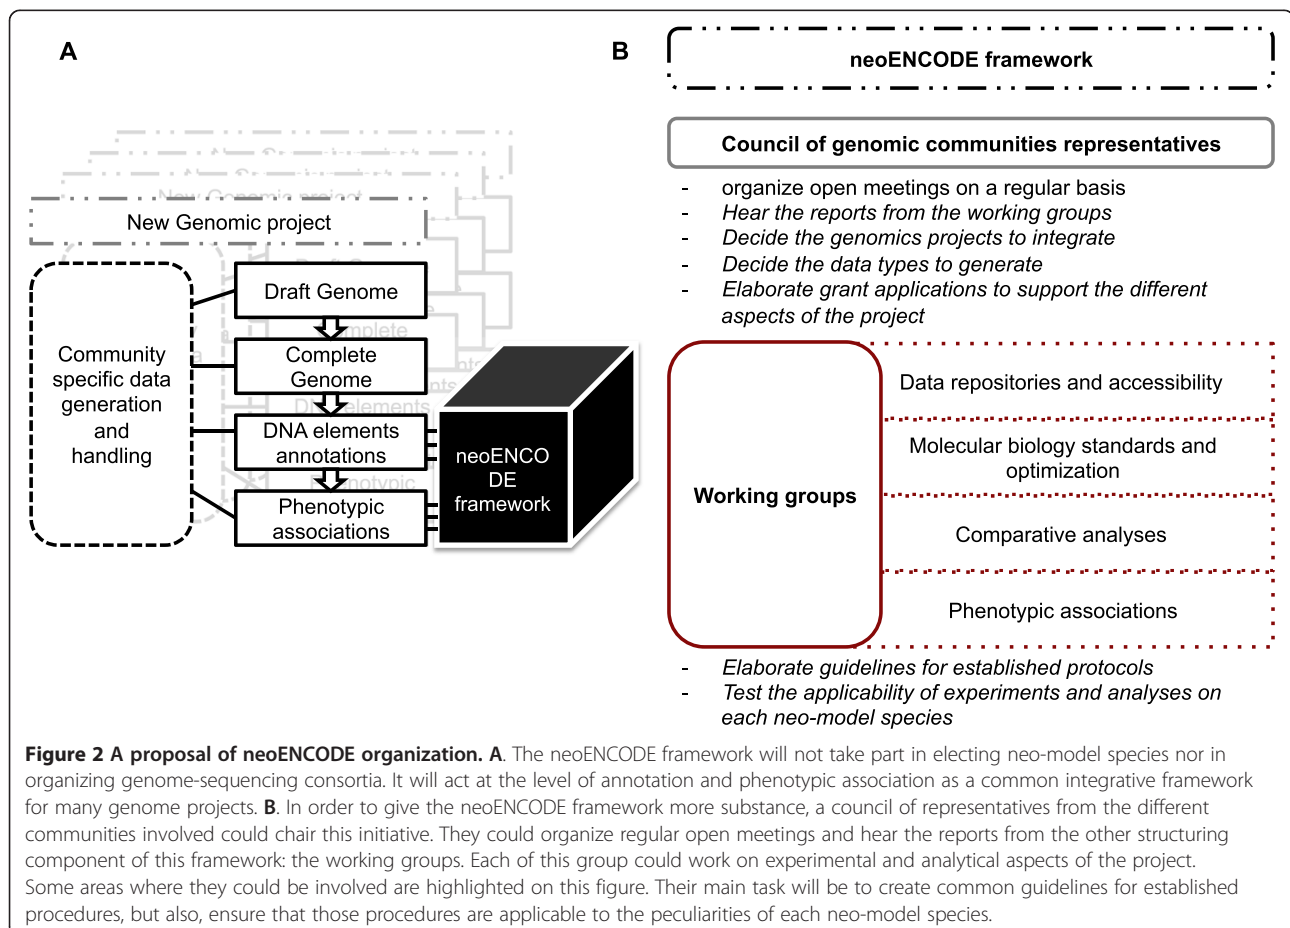 A
New Genomic project
New Genomic project
Draft Genome
Complete
Genome
DNA elements
annotations
Phenotypic
associations
Community
specific data
generation
and
handling
neoENCO
DE
framework
B
neoENCODE framework
Council of genomic communities representatives
- organize open meetings on a regular basis
- Hear the reports from the working groups
- Decide the genomics projects to integrate
- Decide the data types to generate
- Elaborate grant applications to support the different
aspects of the project
Working groups
Data repositories and accessibility
Molecular biology standards and
optimization
Comparative analyses
Phenotypic associations
- Elaborate guidelines for established protocols
- Test the applicability of experiments and analyses on
each neo-model species
Figure 2 A proposal of neoENCODE organization. A. The neoENCODE framework will not take part in electing neo-model species nor in
organizing genome-sequencing consortia. It will act at the level of annotation and phenotypic association as a common integrative framework
for many genome projects. B. In order to give the neoENCODE framework more substance, a council of representatives from the different
communities involved could chair this initiative. They could organize regular open meetings and hear the reports from the other structuring
component of this framework: the working groups. Each of this group could work on experimental and analytical aspects of the project.
Some areas where they could be involved are highlighted on this figure. Their main task will be to create common guidelines for established
procedures, but also, ensure that those procedures are applicable to the peculiarities of each neo-model species.